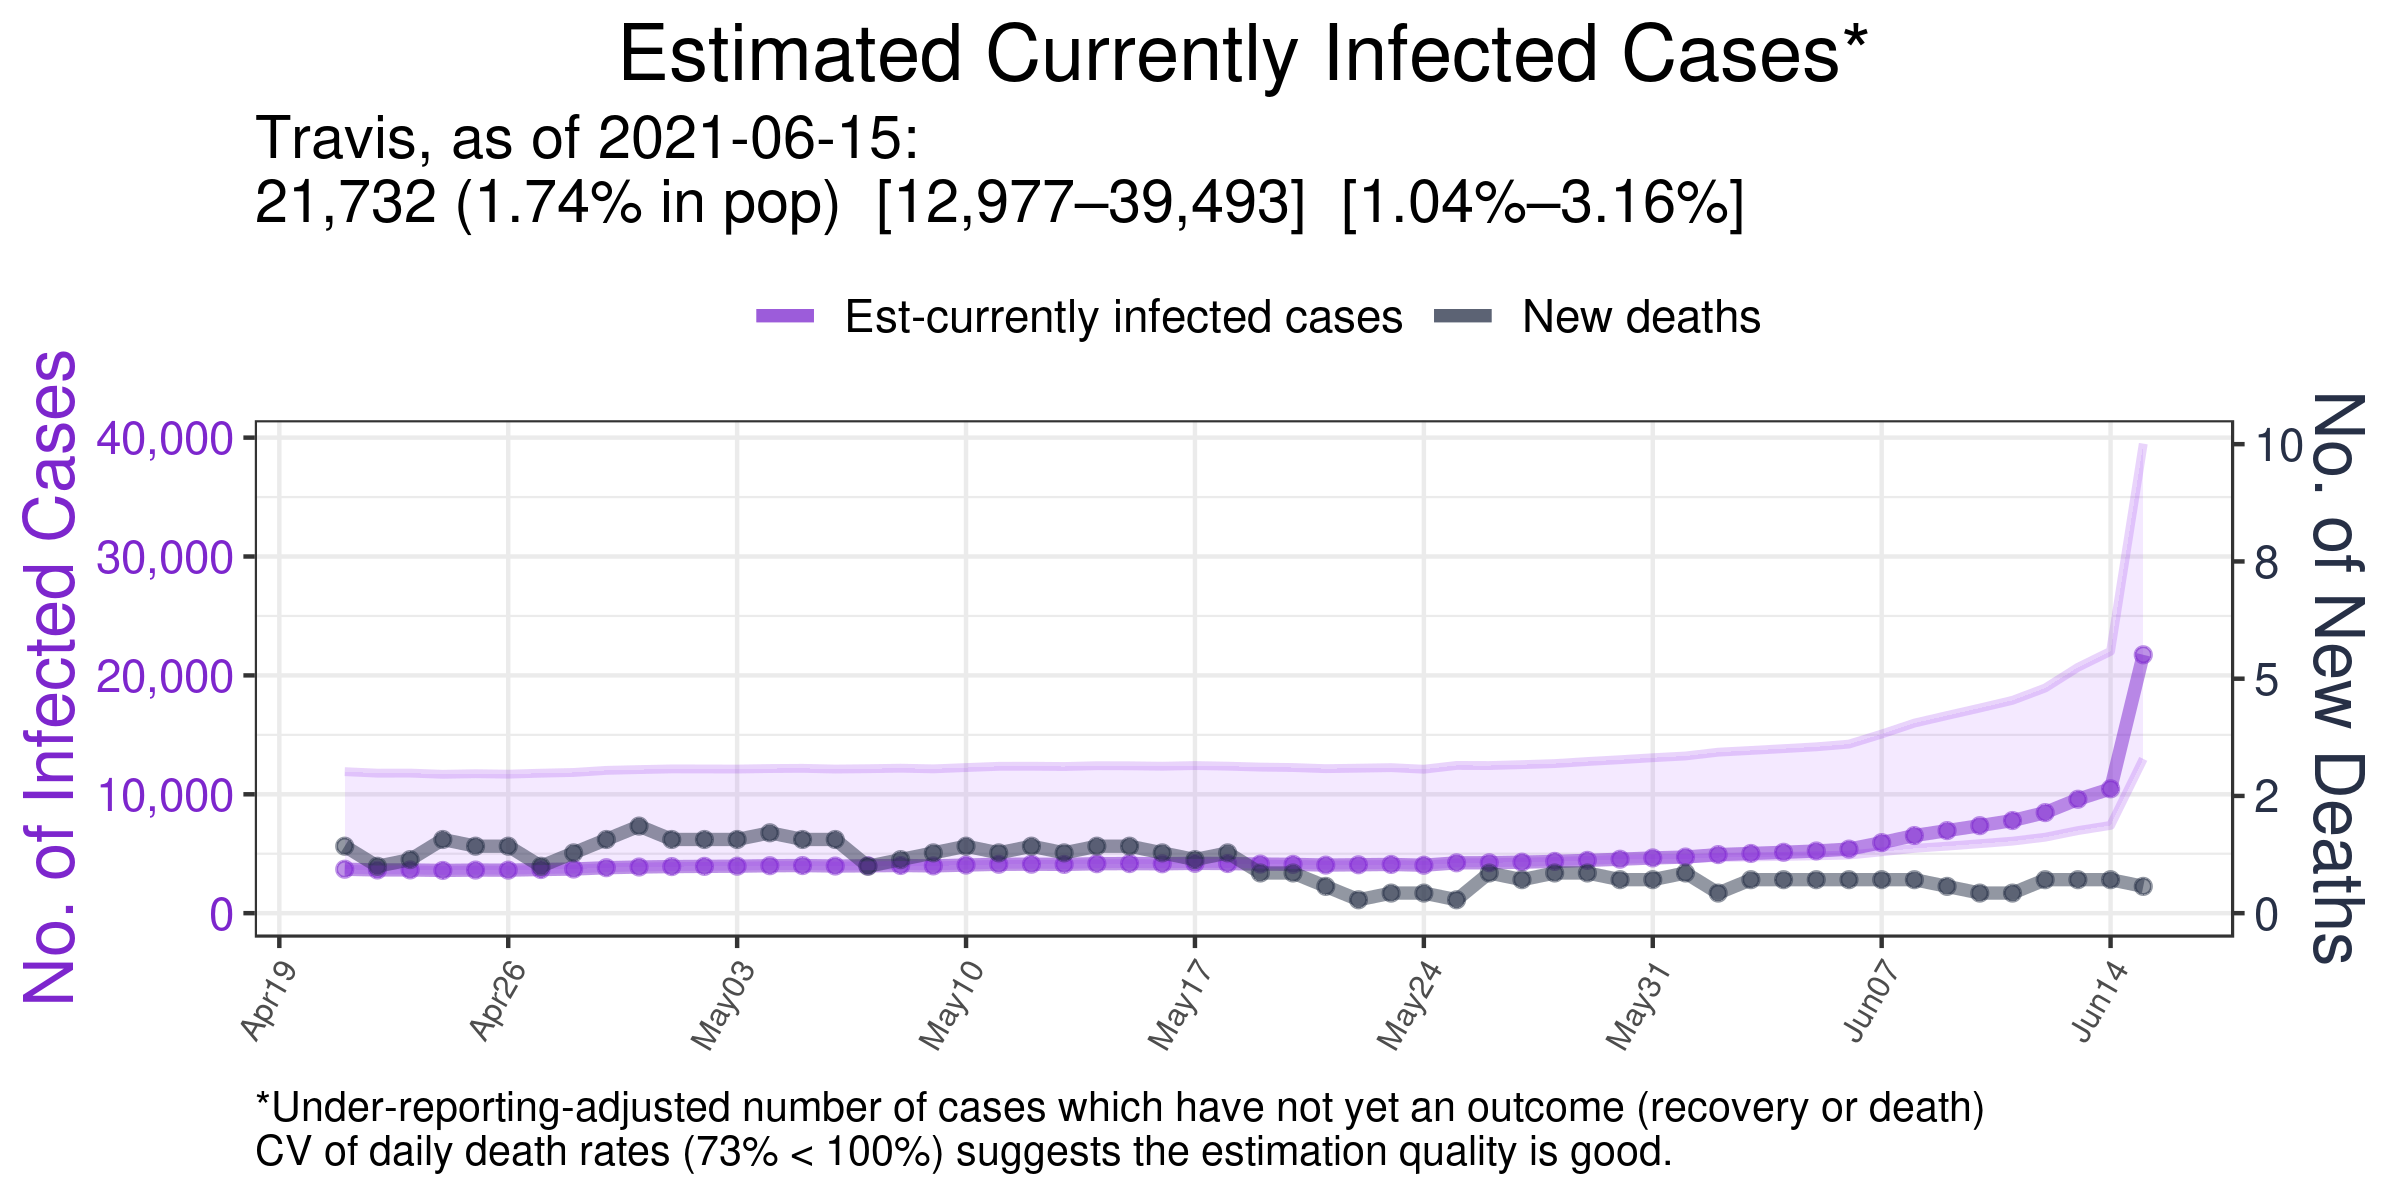 Estimated Currently Infected Cases*
Travis, as of 2021-06-15:
21,732 (1.74% in pop) [12,977–39,493] [1.04%–3.16%]
Est-currently infected cases
New deaths
No. of Infected Cases
40,000
30,000
20,000
10,000
0
10
8
5
2
0
No. of New Deaths
Apr19
Apr26
May03
May10
May17
May24
May31
Jun07
Jun14
*Under-reporting-adjusted number of cases which have not yet an outcome (recovery or death)
CV of daily death rates (73% < 100%) suggests the estimation quality is good.